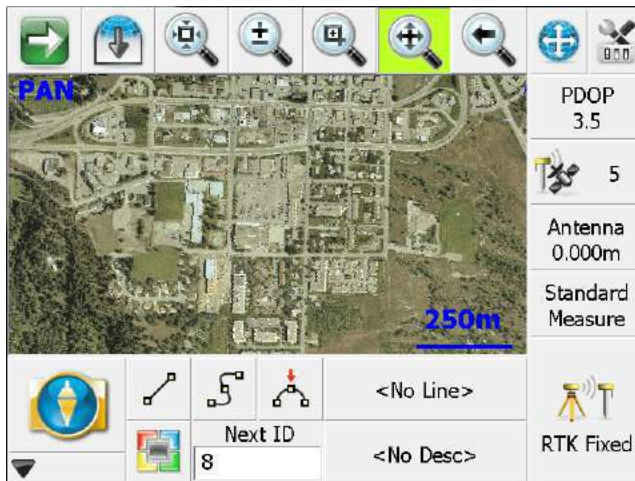 PAN
PDOP
3.5
5
Antenna
0.000m
Standard
Measure
250m
<No Line>
Next ID
8
<No Desc>
RTK Fixed